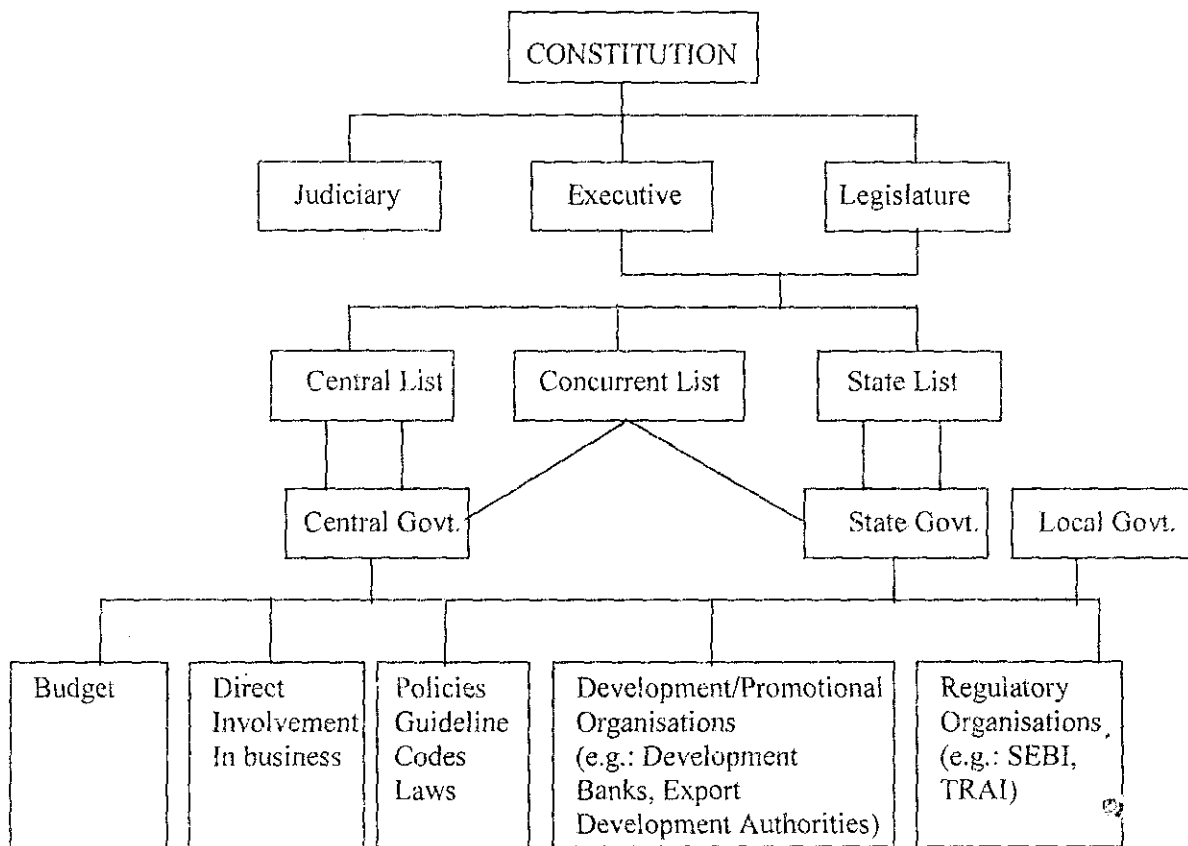 CONSTITUTION
Judiciary
Executive
Legislature
Central List
Concurrent List
State List
Central Govt.
State Govt.
Local Govt.
Budget
Direct
Involvement
In business
Policies
Guideline
Codes
Laws
Development/Promotional
Organisations
(e.g.: Development
Banks, Export
Development Authorities)
Regulatory
Organisations
(e.g.: SEBI,
TRAI)